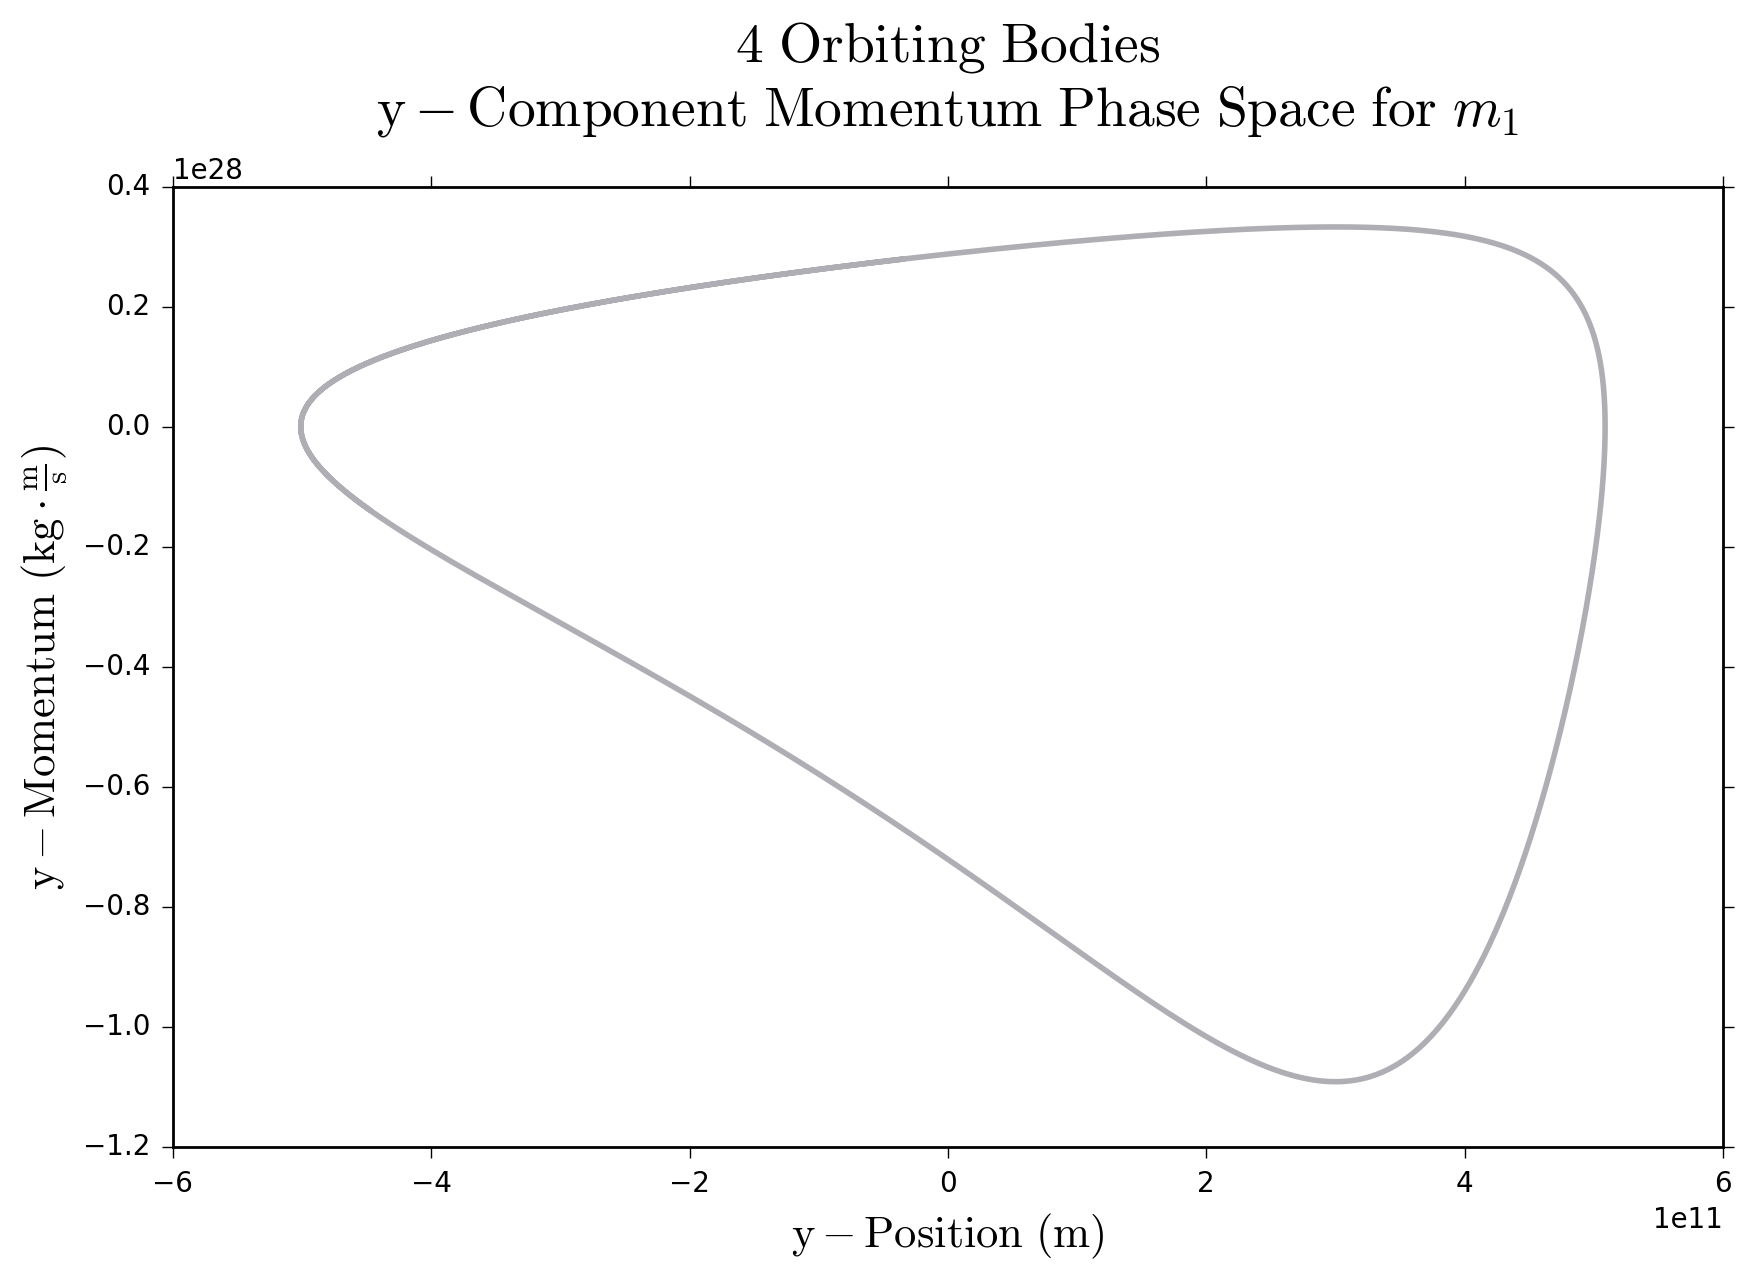 4 Orbiting Bodies
y − Component Momentum Phase Space for m₁
1e28
0.4
0.2
0.0
−0.2
−0.4
−0.6
−0.8
−1.0
−1.2
y − Momentum (kg · m/s)
−6 −4 −2 0 2 4 6
1e11
y − Position (m)